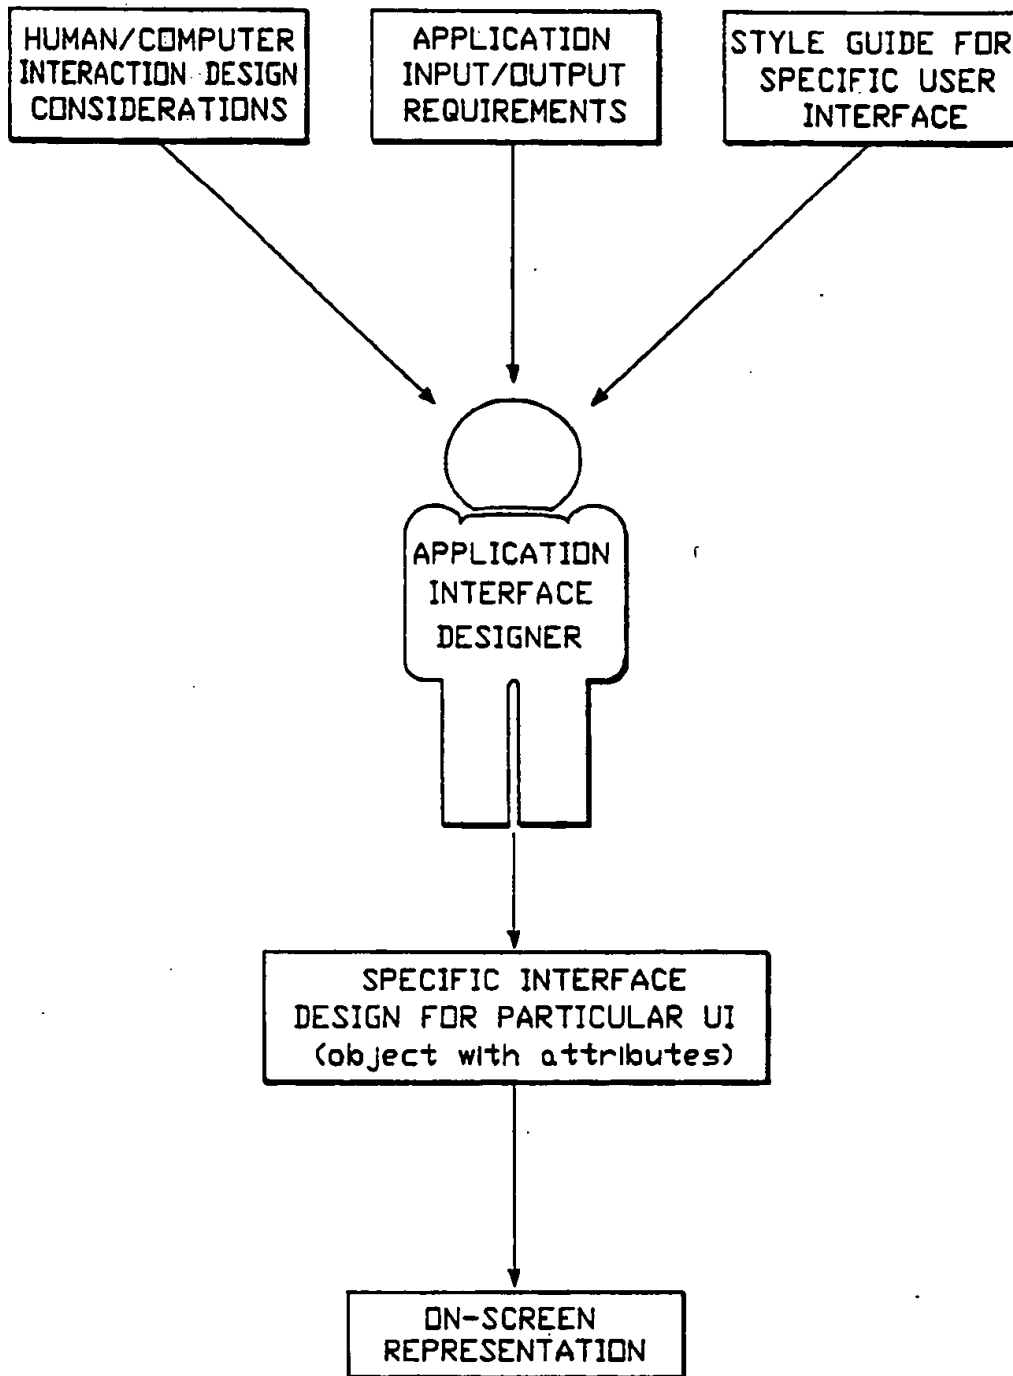 HUMAN/COMPUTER
INTERACTION DESIGN
CONSIDERATIONS
APPLICATION
INPUT/OUTPUT
REQUIREMENTS
STYLE GUIDE FOR
SPECIFIC USER
INTERFACE
APPLICATION
INTERFACE
DESIGNER
SPECIFIC INTERFACE
DESIGN FOR PARTICULAR UI
(object with attributes)
ON-SCREEN
REPRESENTATION